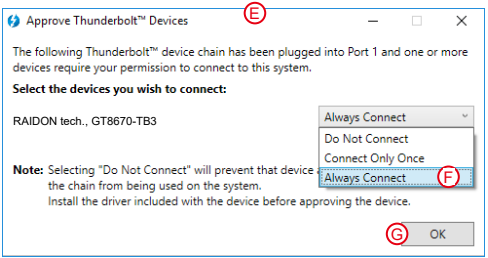 Approve Thunderbolt™ Devices
E
The following Thunderbolt™ device chain has been plugged into Port 1 and one or more
devices require your permission to connect to this system.
Select the devices you wish to connect:
RAIDON tech., GT8670-TB3
Always Connect
Do Not Connect
Connect Only Once
Always Connect
F
Note: Selecting "Do Not Connect" will prevent that device
the chain from being used on the system.
Install the driver included with the device before approving the device.
G
OK